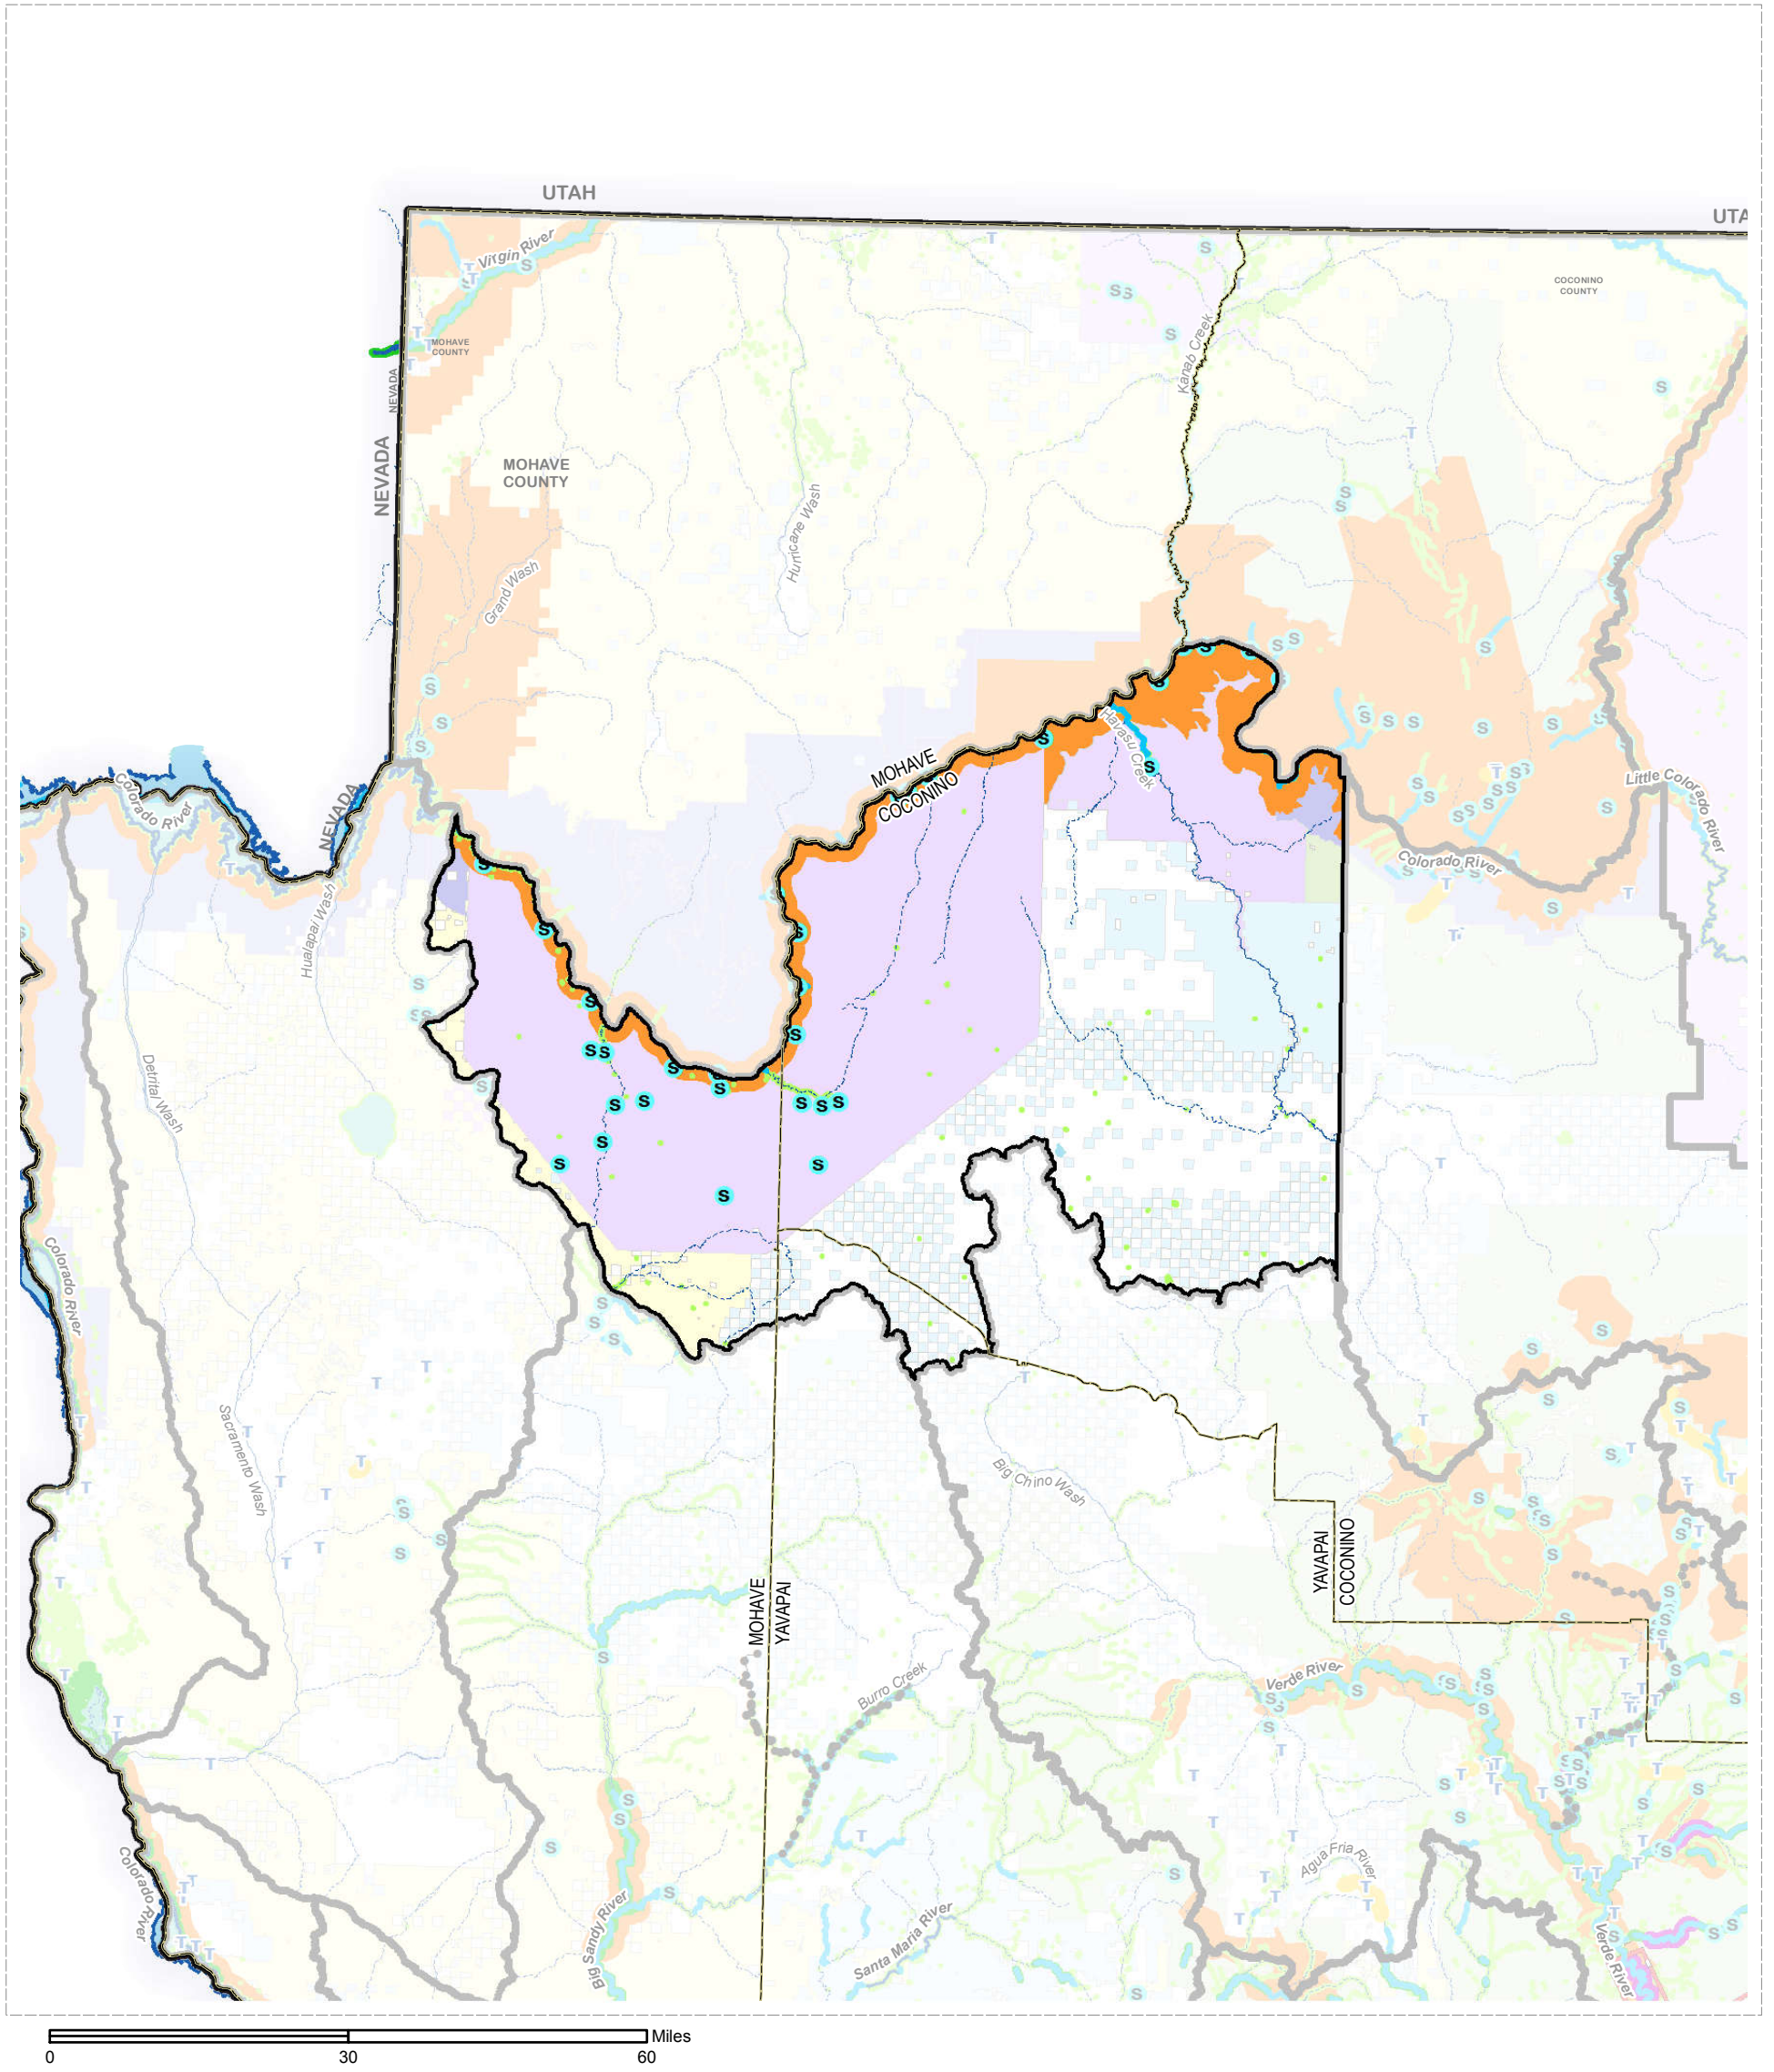 UTAH
UTA
Virgin River
COCONINO
COUNTY
MOHAVE
COUNTY
NEVADA
Kanab Creek
NEVADA
MOHAVE
COUNTY
Hurricane Wash
Grand Wash
Havasu Creek
MOHAVE
COCONINO
Colorado River
NEVADA
Little Colorado River
Colorado River
Hualapai Wash
Detrital Wash
Colorado River
Sacramento Wash
Big Chino Wash
YAVAPAI
COCONINO
MOHAVE
YAVAPAI
Burro Creek
Verde River
Agua Fria River
Colorado River
Big Sandy River
Santa Maria River
Verde River
Miles
0
30
60